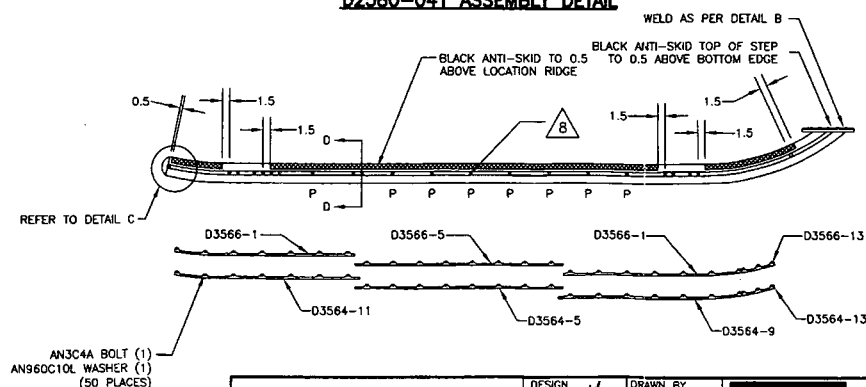 D2580-041 ASSEMBLY DETAIL
WELD AS PER DETAIL B
BLACK ANTI-SKID TO 0.5
ABOVE LOCATION RIDGE
BLACK ANTI-SKID TOP OF STEP
TO 0.5 ABOVE BOTTOM EDGE
0.5
1.5
1.5
D
8
1.5
1.5
1.5
D
P P P P P P P P
REFER TO DETAIL C
D3566-1
D3566-5
D3566-1
D3566-13
D3564-11
D3564-5
D3564-9
D3564-13
AN3C4A BOLT (1)
AN960C10L WASHER (1)
(50 PLACES)
DESIGN
DRAWN BY